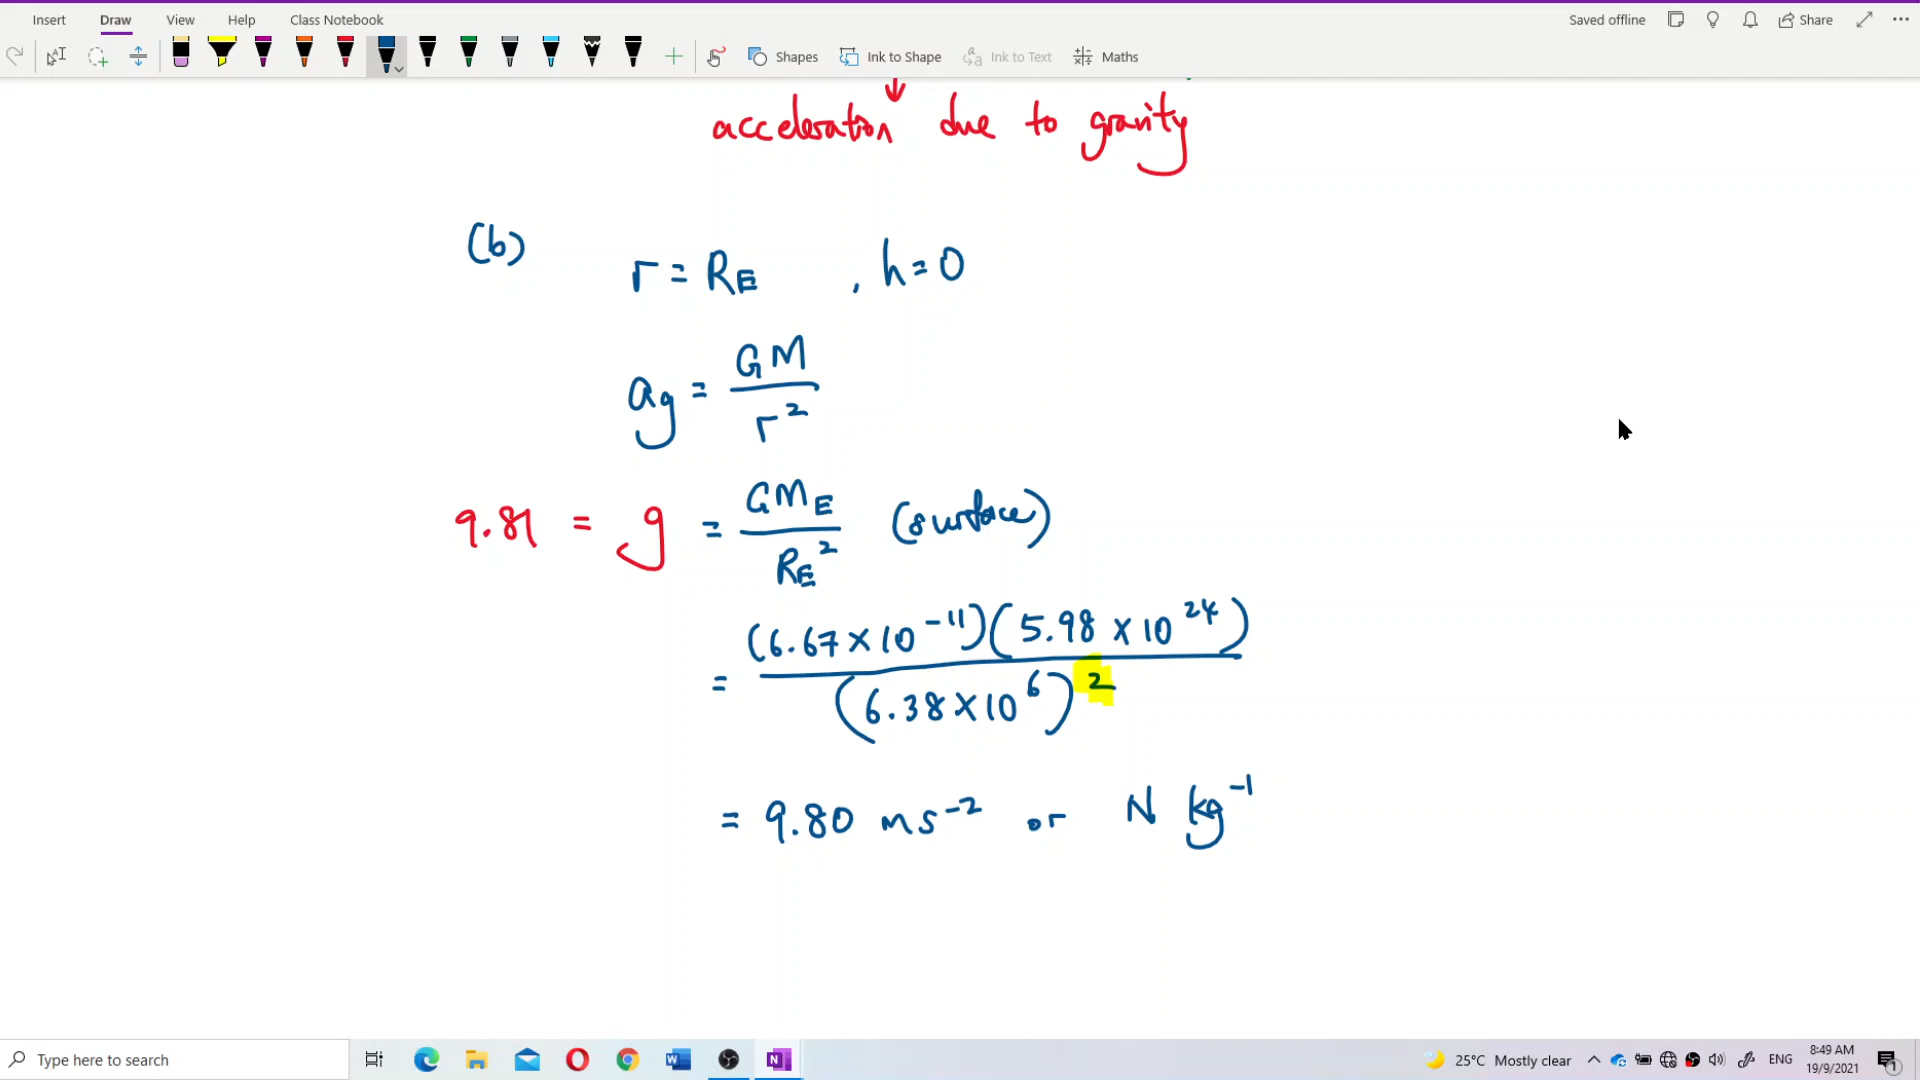 Insert Draw View Help Class Notebook Saved offline Share
Shapes Ink to Shape Ink to Text Maths
acceleration due to gravity
(b)
r = RE , h = 0
ag = GM / r²
9.81 = g = GME / RE² (surface)
= (6.67 × 10⁻¹¹)(5.98 × 10²⁴) / (6.38 × 10⁶)²
= 9.80 ms⁻² or N kg⁻¹
Type here to search 25°C Mostly clear ENG 8:49 AM
19/9/2021